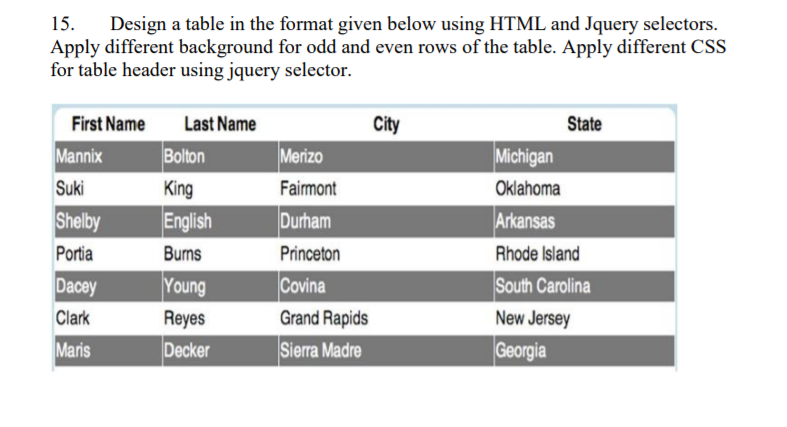 15. Design a table in the format given below using HTML and Jquery selectors.
Apply different background for odd and even rows of the table. Apply different CSS
for table header using jquery selector.
First Name Last Name City State
Mannix Bolton Merizo Michigan
Suki King Fairmont Oklahoma
Shelby English Durham Arkansas
Portia Burns Princeton Rhode Island
Dacey Young Covina South Carolina
Clark Reyes Grand Rapids New Jersey
Maris Decker Sierra Madre Georgia